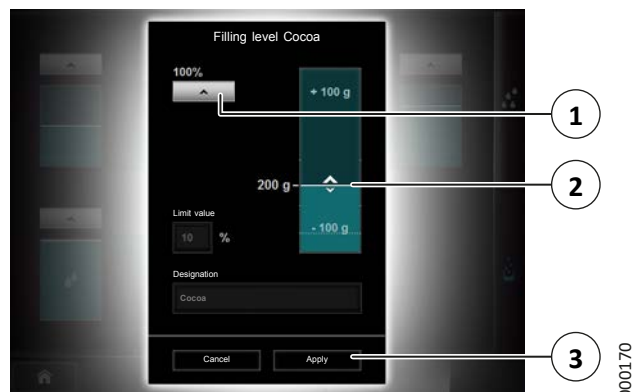 Filling level Cocoa
100%
+ 100 g
1
200 g
2
- 100 g
Limit value
10 %
Designation
Cocoa
Cancel
Apply
3
00170